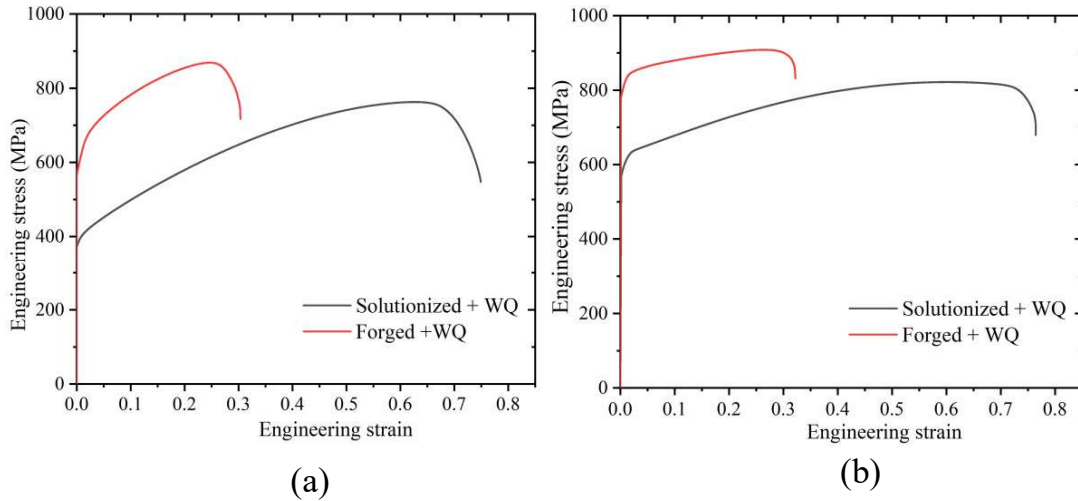 1000
800
600
400
200
0
Engineering stress (MPa)
Solutionized + WQ
Forged +WQ
0.0 0.1 0.2 0.3 0.4 0.5 0.6 0.7 0.8
Engineering strain
(a)
1000
800
600
400
200
0
Engineering stress (MPa)
Solutionized + WQ
Forged + WQ
0.0 0.1 0.2 0.3 0.4 0.5 0.6 0.7 0.8
Engineering strain
(b)